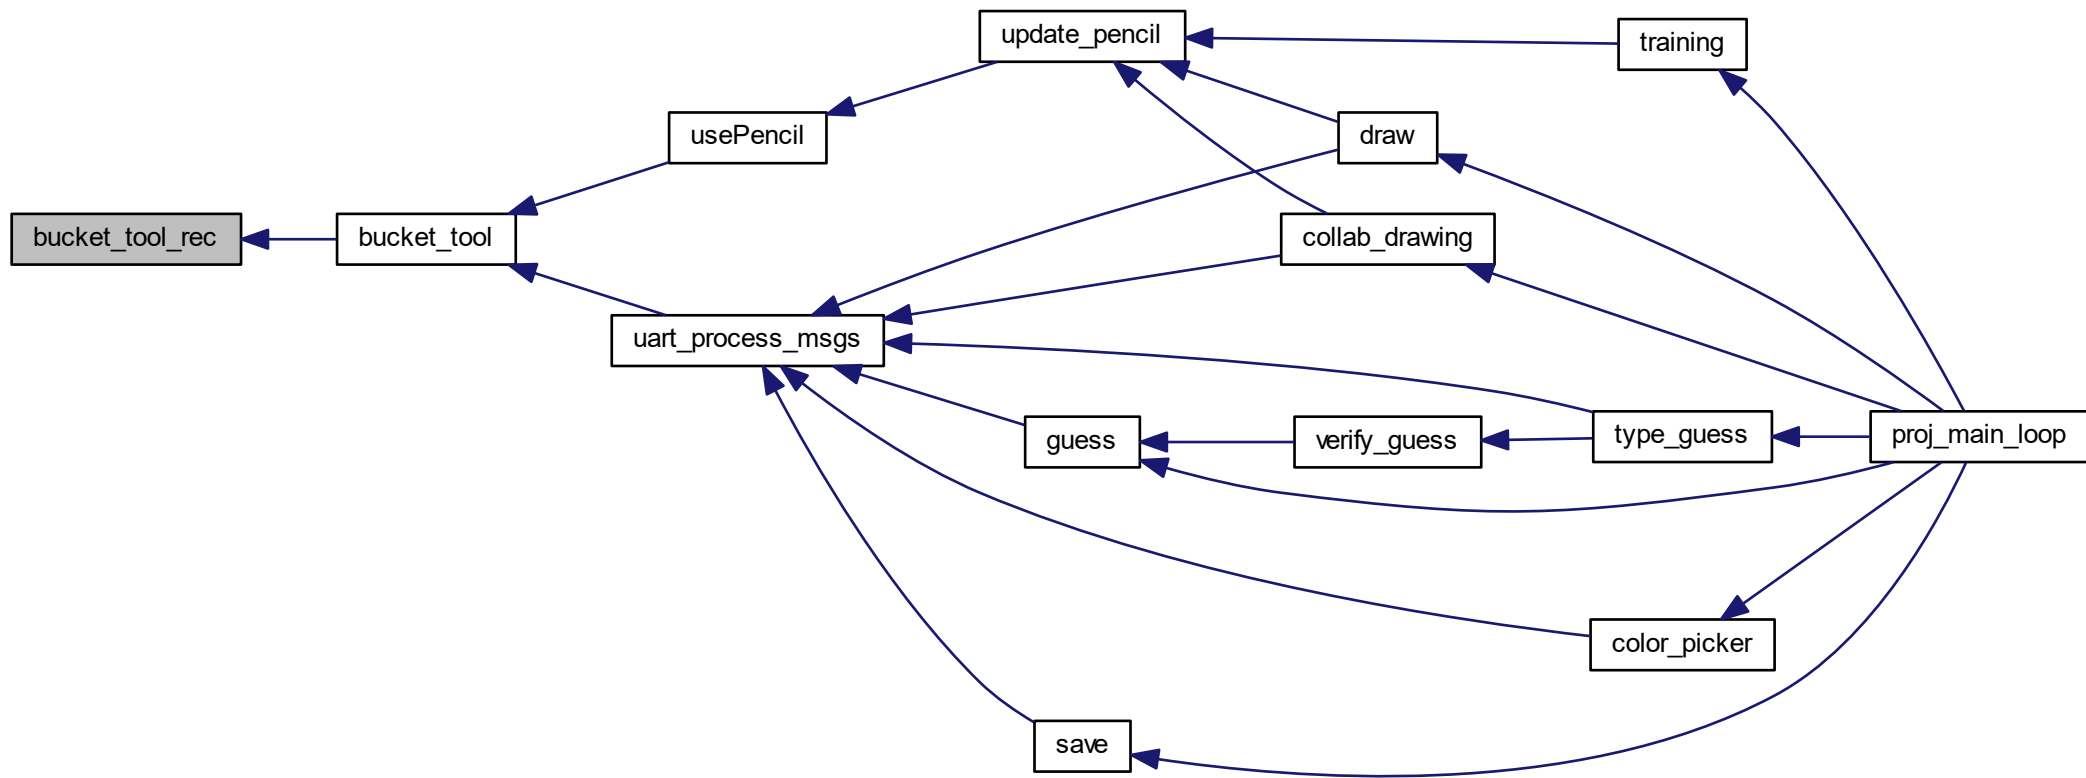 update_pencil
training
usePencil
draw
bucket_tool_rec
bucket_tool
collab_drawing
uart_process_msgs
guess
verify_guess
type_guess
proj_main_loop
color_picker
save